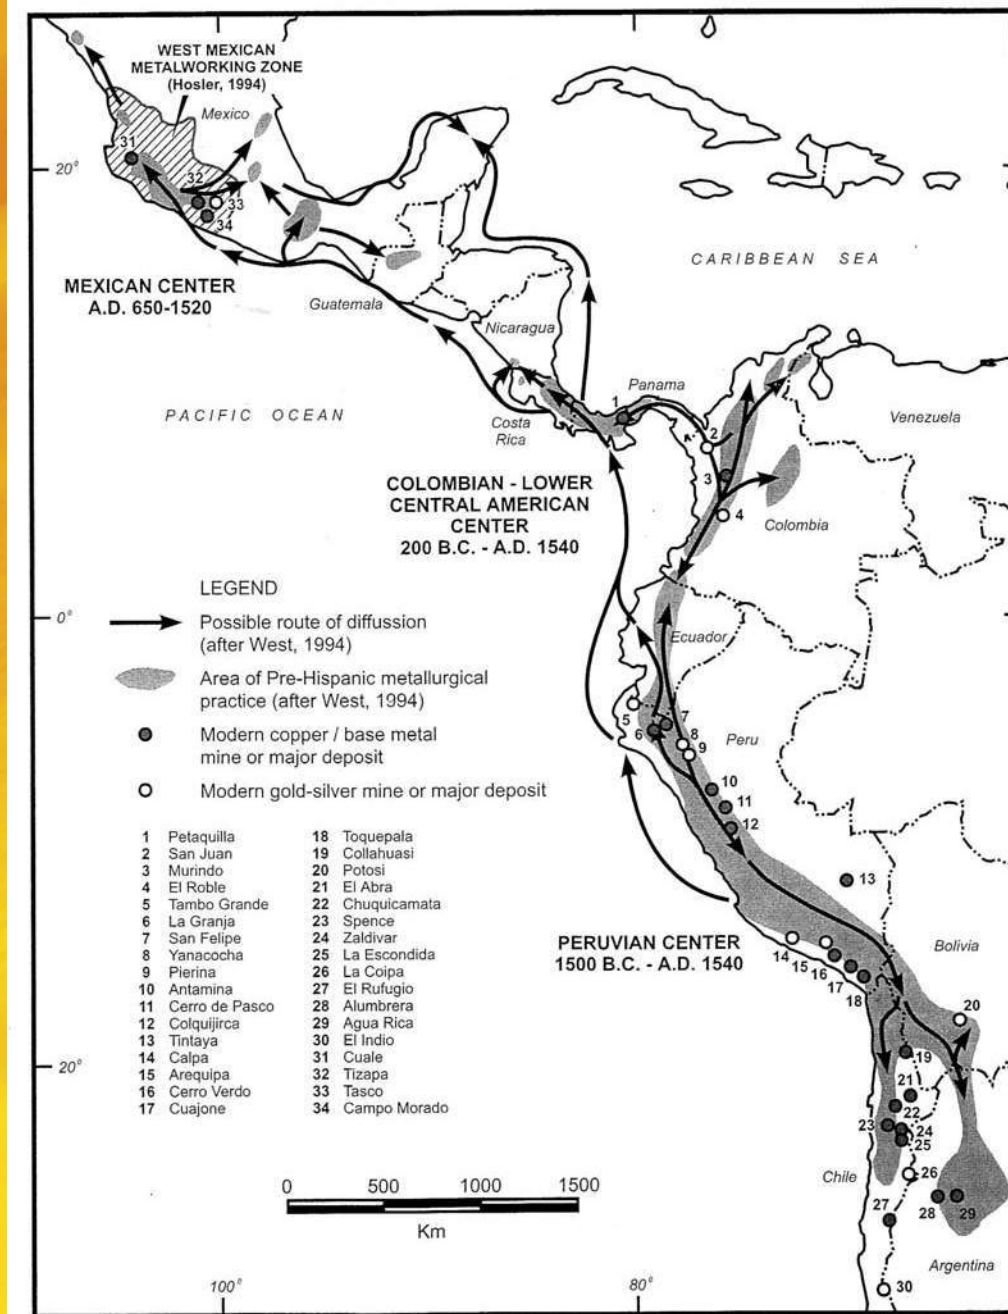 WEST MEXICAN
METALWORKING ZONE
(Hosler, 1994)
Mexico
31
20°
32
33
34
MEXICAN CENTER
A.D. 650-1520
Guatemala
Nicaragua
CARIBBEAN SEA
PACIFIC OCEAN
Costa
Rica
1
Panama
2
3
4
Venezuela
Colombia
COLOMBIAN - LOWER
CENTRAL AMERICAN
CENTER
200 B.C. - A.D. 1540
LEGEND
Possible route of diffussion
(after West, 1994)
Area of Pre-Hispanic metallurgical
practice (after West, 1994)
Modern copper / base metal
mine or major deposit
Modern gold-silver mine or major deposit
0°
Ecuador
5
6
7
8
9
Peru
10
11
12
13
1 Petaquilla
2 San Juan
3 Murindo
4 El Roble
5 Tambo Grande
6 La Granja
7 San Felipe
8 Yanacocha
9 Pierina
10 Antamina
11 Cerro de Pasco
12 Colquijirca
13 Tintaya
14 Calpa
15 Arequipa
16 Cerro Verdo
17 Cuajone
18 Toquepala
19 Collahuasi
20 Potosi
21 El Abra
22 Chuquicamata
23 Spence
24 Zaldivar
25 La Escondida
26 La Coipa
27 El Rufugio
28 Alumbrera
29 Agua Rica
30 El Indio
31 Cuale
32 Tizapa
33 Tasco
34 Campo Morado
PERUVIAN CENTER
1500 B.C. - A.D. 1540
Bolivia
14
15
16
17
18
20
19
20°
21
22
23
24
25
26
Chile
27
28
29
Argentina
30
0 500 1000 1500
Km
100°
80°